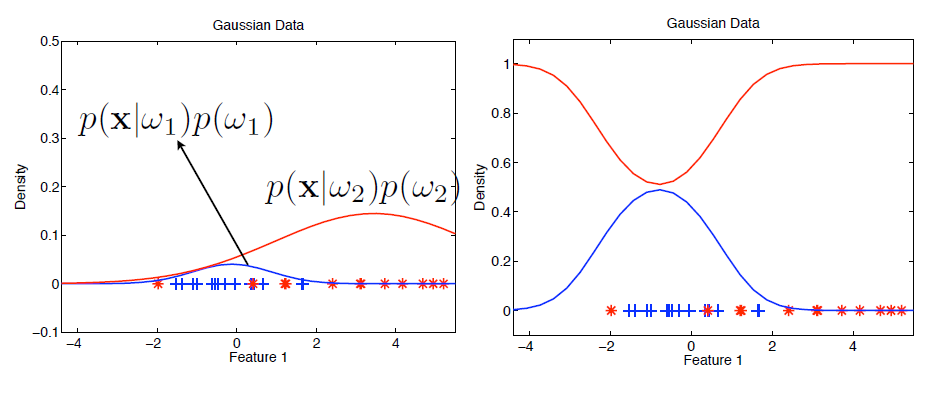 Gaussian Data
0.5
0.4
0.3
0.2
0.1
0
−0.1
Density
p(x|ω₁)p(ω₁)
p(x|ω₂)p(ω₂)
−4 −2 0 2 4
Feature 1
Gaussian Data
1
0.8
0.6
0.4
0.2
0
Density
−4 −2 0 2 4
Feature 1